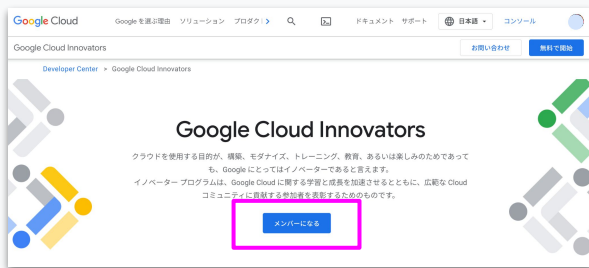 Google Cloud Google を選ぶ理由 ソリューション プロダク ドキュメント サポート 日本語 コンソール
Google Cloud Innovators お問い合わせ 無料で開始
Developer Center > Google Cloud Innovators
Google Cloud Innovators
クラウドを使用する目的が、構築、モダナイズ、トレーニング、教育、あるいは楽しみのためであって
も、Google にとってはイノベーターであると言えます。
イノベーター プログラムは、Google Cloud に関する学習と成長を加速させるとともに、広範な Cloud
コミュニティに貢献する参加者を表彰するためのものです。
メンバーになる